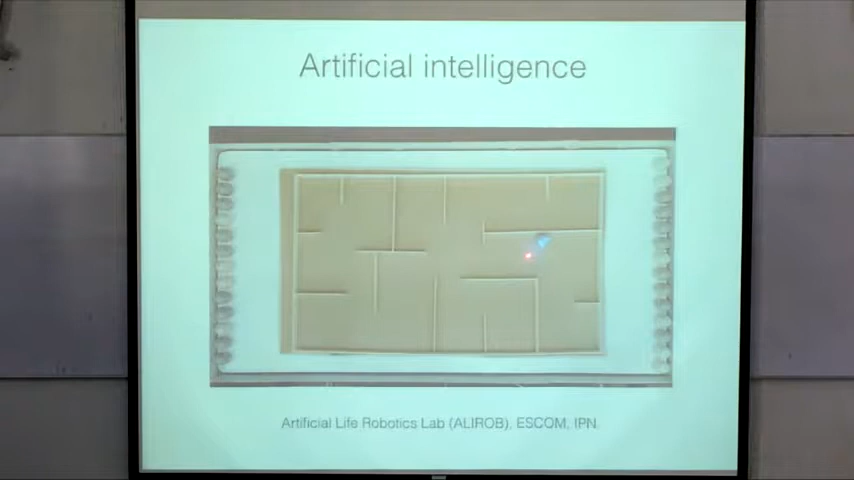 Artificial intelligence
Artificial Life Robotics Lab (ALIROB), ESCOM, IPN.